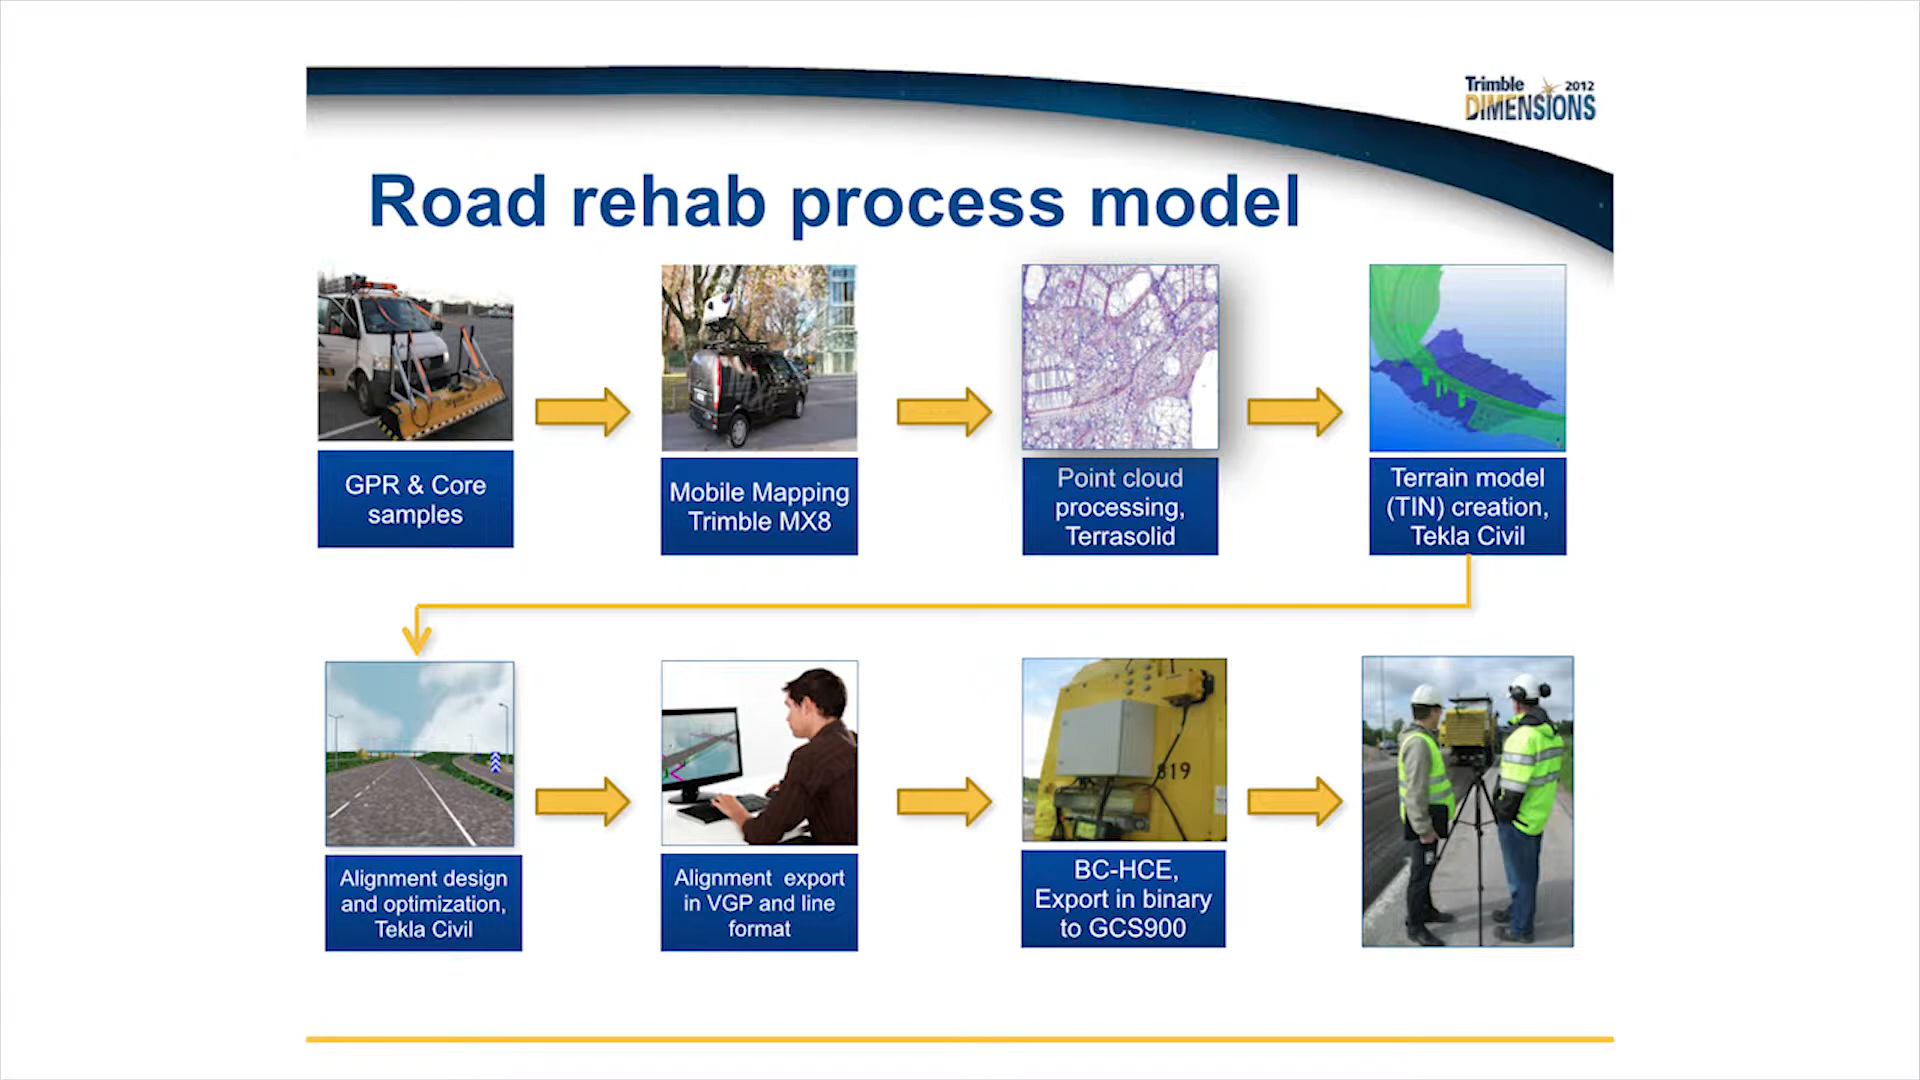 Trimble 2012
DIMENSIONS
Road rehab process model
GPR & Core
samples
Mobile Mapping
Trimble MX8
Point cloud
processing,
Terrasolid
Terrain model
(TIN) creation,
Tekla Civil
819
Alignment design
and optimization,
Tekla Civil
Alignment export
in VGP and line
format
BC-HCE,
Export in binary
to GCS900